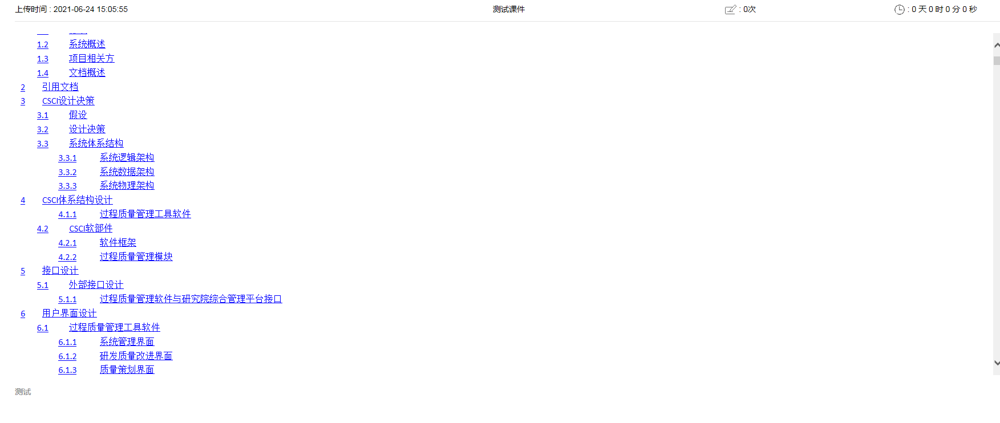 上传时间 : 2021-06-24 15:05:55 测试课件 : 0次 : 0 天 0 时 0 分 0 秒
1.2 系统概述
1.3 项目相关方
1.4 文档概述
2 引用文档
3 CSCI设计决策
3.1 假设
3.2 设计决策
3.3 系统体系结构
3.3.1 系统逻辑架构
3.3.2 系统数据架构
3.3.3 系统物理架构
4 CSCI体系结构设计
4.1.1 过程质量管理工具软件
4.2 CSCI软部件
4.2.1 软件框架
4.2.2 过程质量管理模块
5 接口设计
5.1 外部接口设计
5.1.1 过程质量管理软件与研究院综合管理平台接口
6 用户界面设计
6.1 过程质量管理工具软件
6.1.1 系统管理界面
6.1.2 研发质量改进界面
6.1.3 质量策划界面
测试